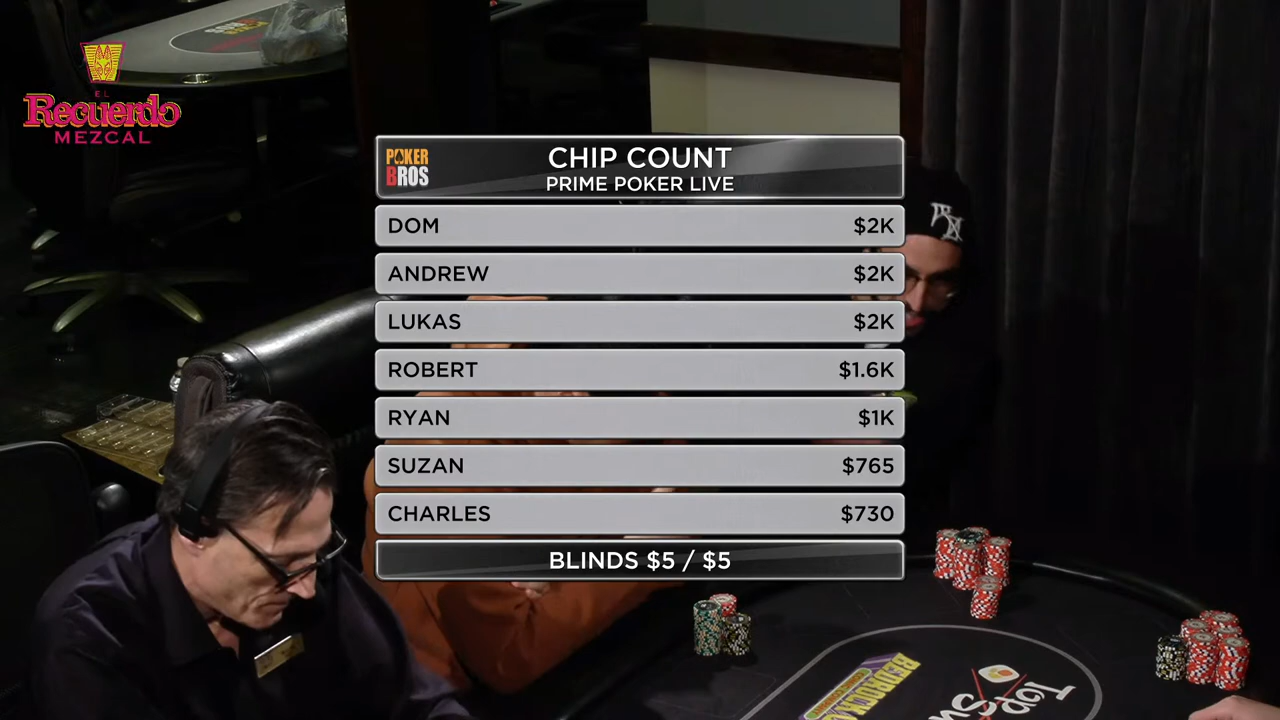 EL
Recuerdo
MEZCAL
POKER
BROS
CHIP COUNT
PRIME POKER LIVE
DOM $2K
ANDREW $2K
LUKAS $2K
ROBERT $1.6K
RYAN $1K
SUZAN $765
CHARLES $730
BLINDS $5 / $5